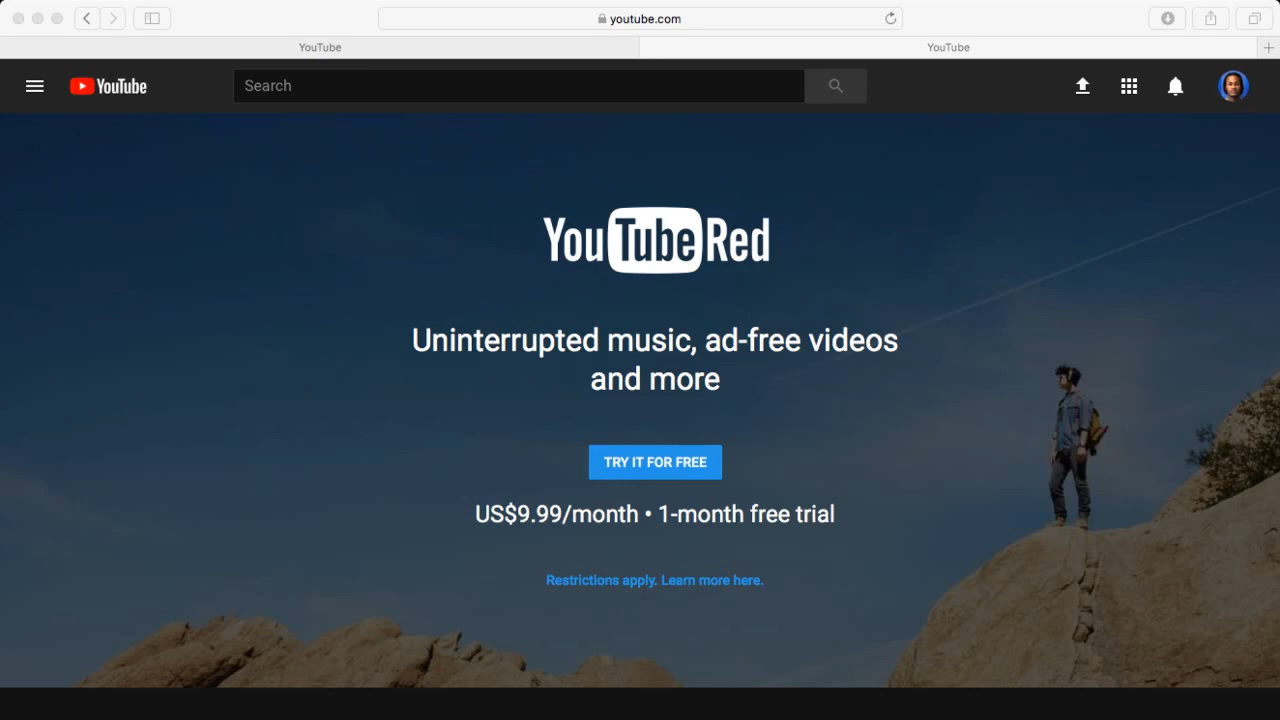 youtube.com
YouTube
YouTube
YouTube
Search
YouTube Red
Uninterrupted music, ad-free videos
and more
TRY IT FOR FREE
US$9.99/month • 1-month free trial
Restrictions apply. Learn more here.